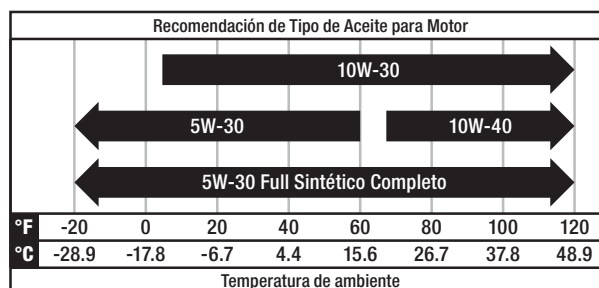 Recomendación de Tipo de Aceite para Motor
10W-30
5W-30 10W-40
5W-30 Full Sintético Completo
°F -20 0 20 40 60 80 100 120
°C -28.9 -17.8 -6.7 4.4 15.6 26.7 37.8 48.9
Temperatura de ambiente